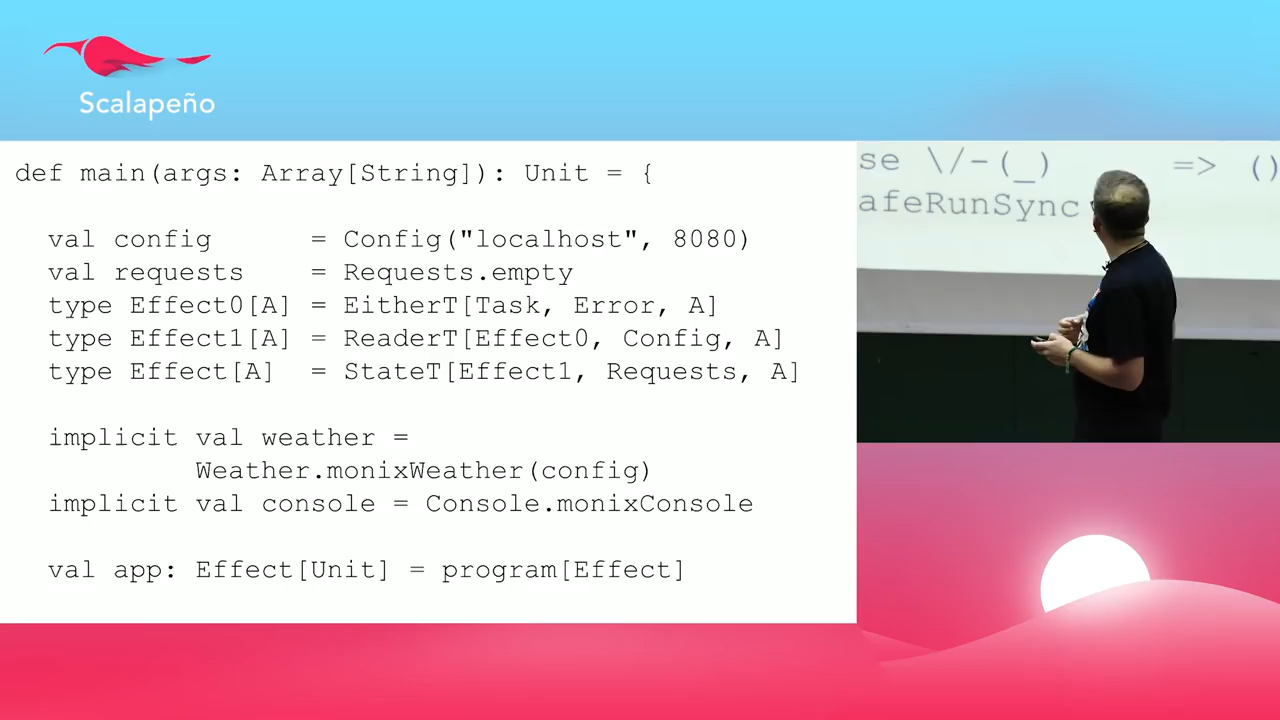 Scalapeño
def main(args: Array[String]): Unit = {
val config = Config("localhost", 8080)
val requests = Requests.empty
type Effect0[A] = EitherT[Task, Error, A]
type Effect1[A] = ReaderT[Effect0, Config, A]
type Effect[A] = StateT[Effect1, Requests, A]
implicit val weather =
Weather.monixWeather(config)
implicit val console = Console.monixConsole
val app: Effect[Unit] = program[Effect]
se \/-(_) => ()
afeRunSync